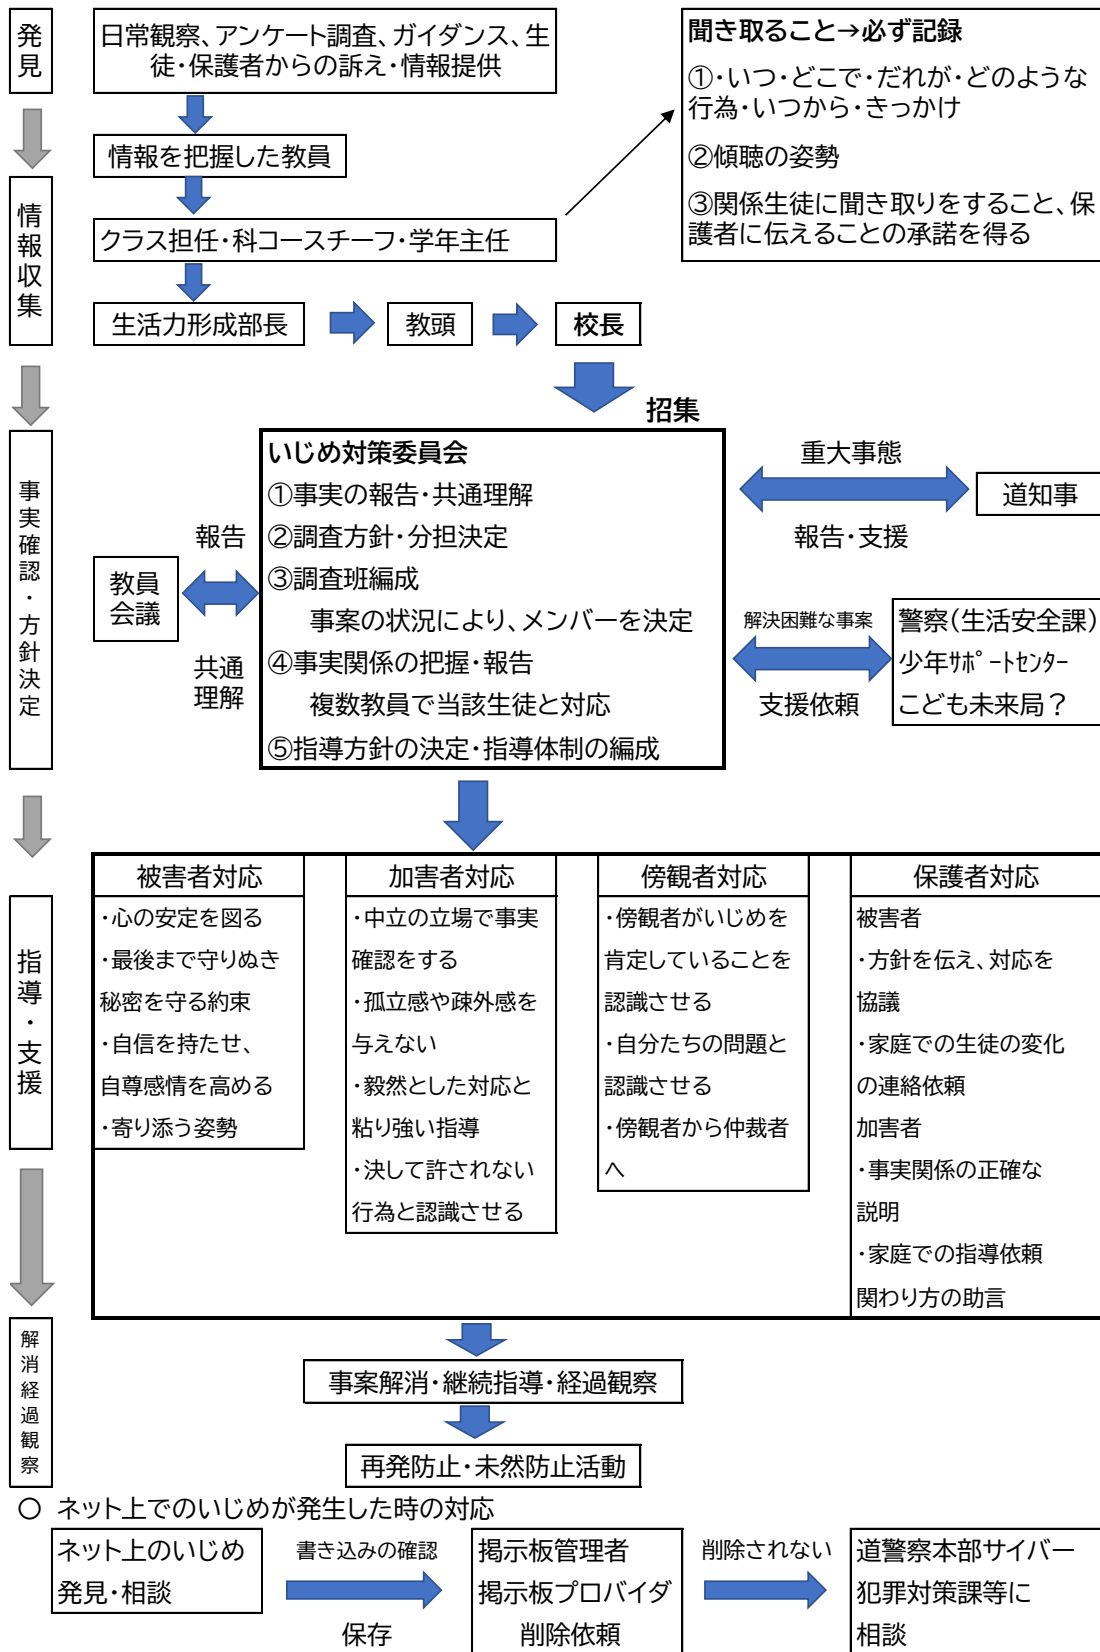 発見
日常観察、アンケート調査、ガイダンス、生
徒・保護者からの訴え・情報提供
聞き取ること→必ず記録
①・いつ・どこで・だれが・どのような
行為・いつから・きっかけ
②傾聴の姿勢
③関係生徒に聞き取りをすること、保
護者に伝えることの承諾を得る
情報を把握した教員
情報収集
クラス担任・科コースチーフ・学年主任
生活力形成部長
教頭
校長
招集
事実確認・方針決定
いじめ対策委員会
①事実の報告・共通理解
②調査方針・分担決定
③調査班編成
事案の状況により、メンバーを決定
④事実関係の把握・報告
複数教員で当該生徒と対応
⑤指導方針の決定・指導体制の編成
報告
教員
会議
共通
理解
重大事態
道知事
報告・支援
解決困難な事案
支援依頼
警察(生活安全課)
少年ｻﾎﾟｰﾄｾﾝﾀｰ
こども未来局？
指導・支援
被害者対応
・心の安定を図る
・最後まで守りぬき
秘密を守る約束
・自信を持たせ、
自尊感情を高める
・寄り添う姿勢
加害者対応
・中立の立場で事実
確認をする
・孤立感や疎外感を
与えない
・毅然とした対応と
粘り強い指導
・決して許されない
行為と認識させる
傍観者対応
・傍観者がいじめを
肯定していることを
認識させる
・自分たちの問題と
認識させる
・傍観者から仲裁者
へ
保護者対応
被害者
・方針を伝え、対応を
協議
・家庭での生徒の変化
の連絡依頼
加害者
・事実関係の正確な
説明
・家庭での指導依頼
関わり方の助言
解消経過観察
事案解消・継続指導・経過観察
再発防止・未然防止活動
○ ネット上でのいじめが発生した時の対応
ネット上のいじめ
発見・相談
書き込みの確認
保存
掲示板管理者
掲示板プロバイダ
削除依頼
削除されない
道警察本部サイバー
犯罪対策課等に
相談